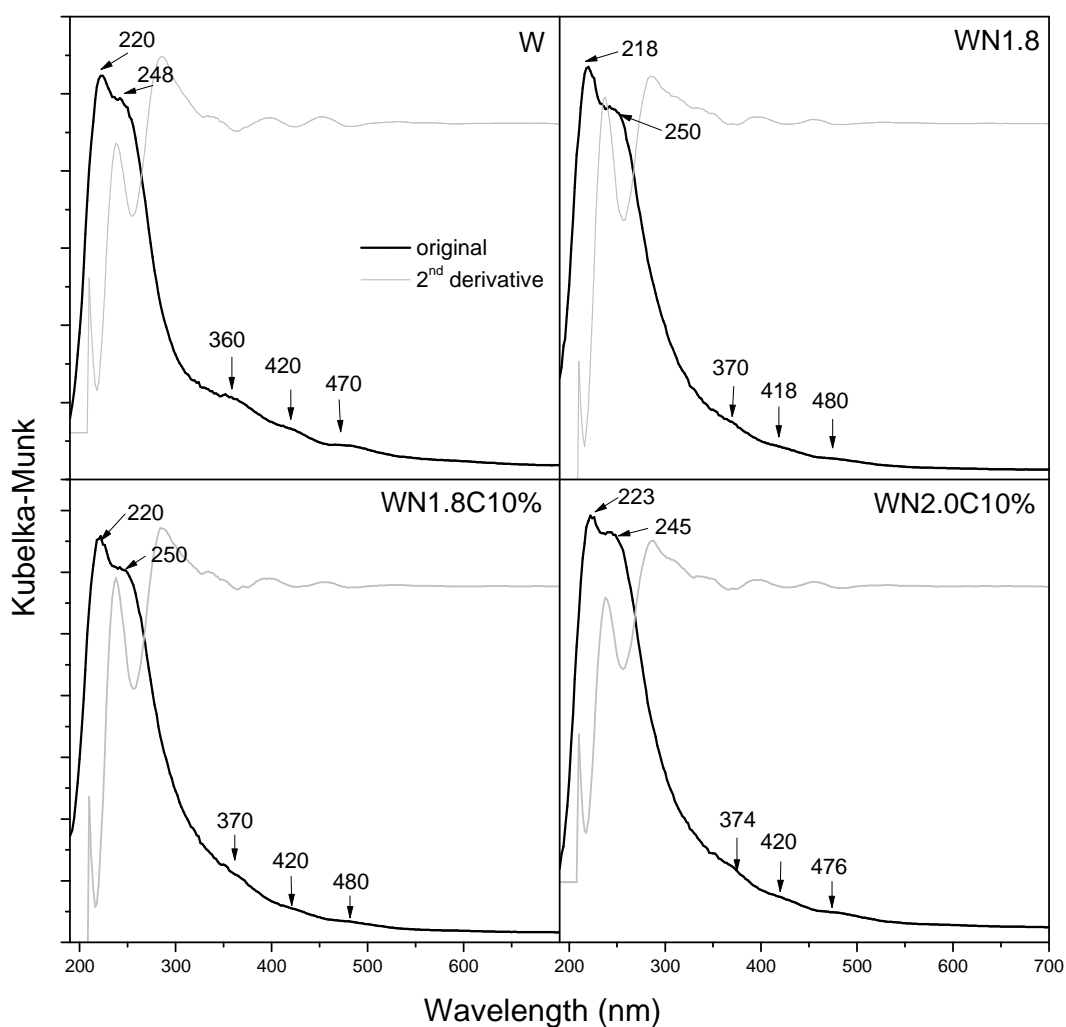 220
W
248
original
2nd derivative
360
420
470
218
WN1.8
250
370
418
480
WN1.8C10%
220
250
370
420
480
223
WN2.0C10%
245
374
420
476
Kubelka-Munk
200 300 400 500 600
200 300 400 500 600 700
Wavelength (nm)